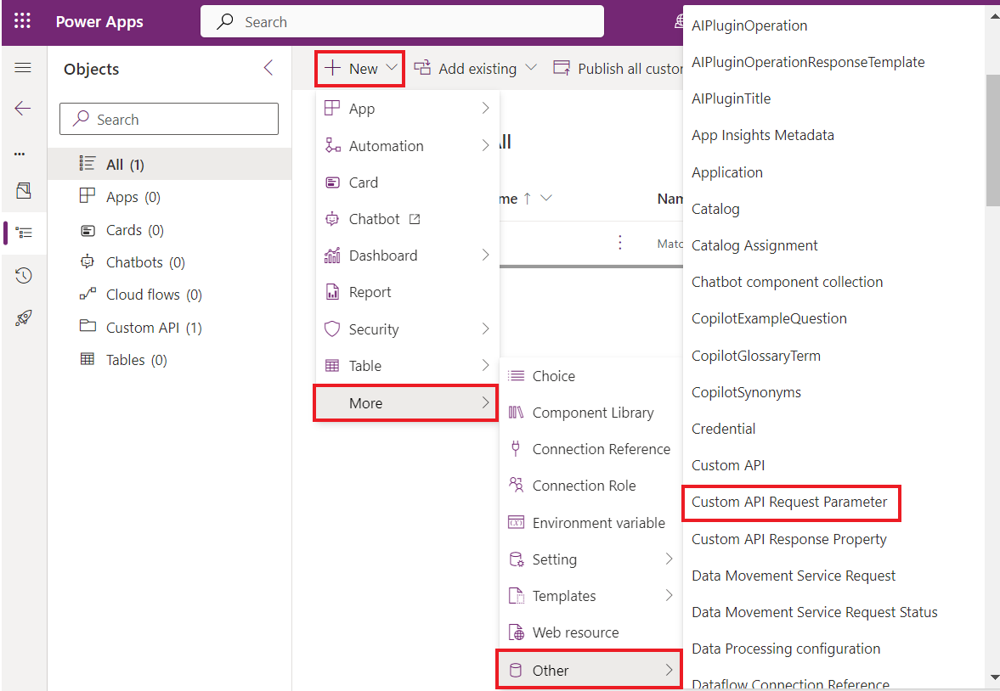 Power Apps
Search
Objects
Search
All (1)
Apps (0)
Cards (0)
Chatbots (0)
Cloud flows (0)
Custom API (1)
Tables (0)
New
Add existing
Publish all custor
App
Automation
Card
Chatbot
Dashboard
Report
Security
Table
More
All
me ↑
Nam
Matc
Choice
Component Library
Connection Reference
Connection Role
Environment variable
Setting
Templates
Web resource
Other
AIPluginOperation
AIPluginOperationResponseTemplate
AIPluginTitle
App Insights Metadata
Application
Catalog
Catalog Assignment
Chatbot component collection
CopilotExampleQuestion
CopilotGlossaryTerm
CopilotSynonyms
Credential
Custom API
Custom API Request Parameter
Custom API Response Property
Data Movement Service Request
Data Movement Service Request Status
Data Processing configuration
Dataflow Connection Reference